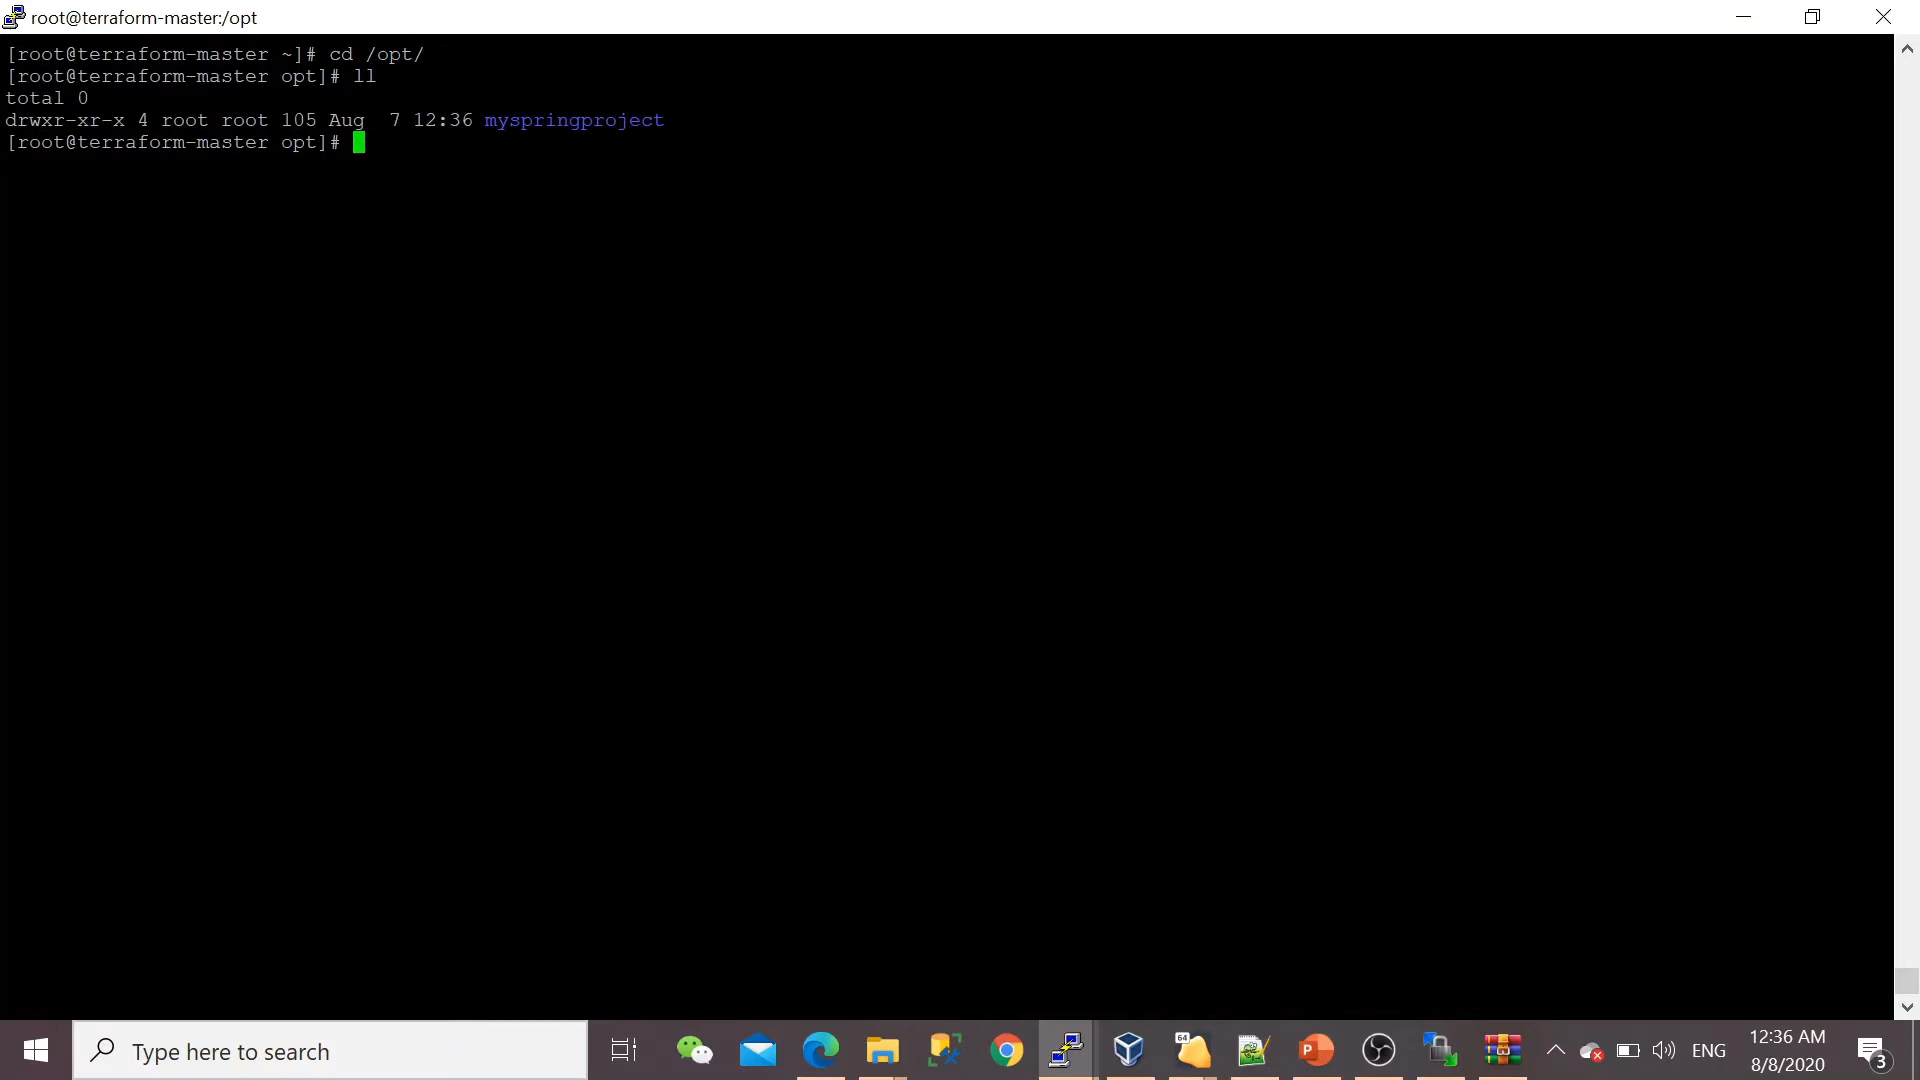 root@terraform-master:/opt
[root@terraform-master ~]# cd /opt/
[root@terraform-master opt]# ll
total 0
drwxr-xr-x 4 root root 105 Aug  7 12:36 myspringproject
[root@terraform-master opt]#
Type here to search
64
P
ENG
12:36 AM
8/8/2020
3